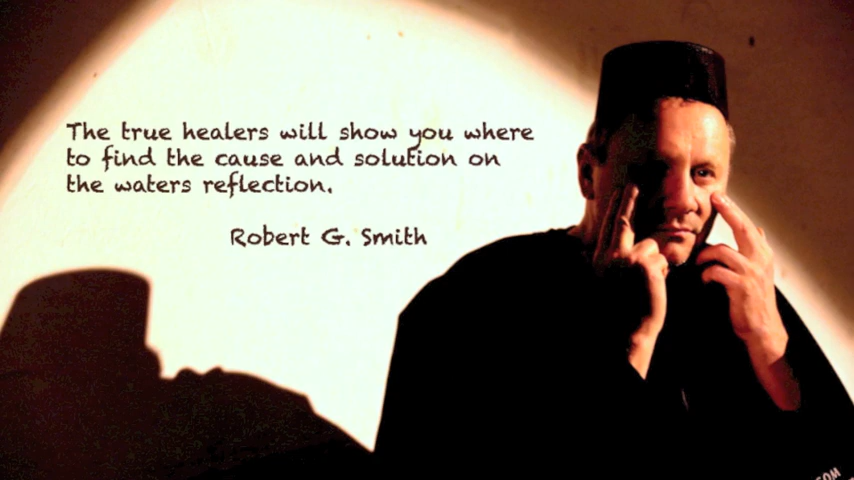 The true healers will show you where
to find the cause and solution on
the waters reflection.
Robert G. Smith